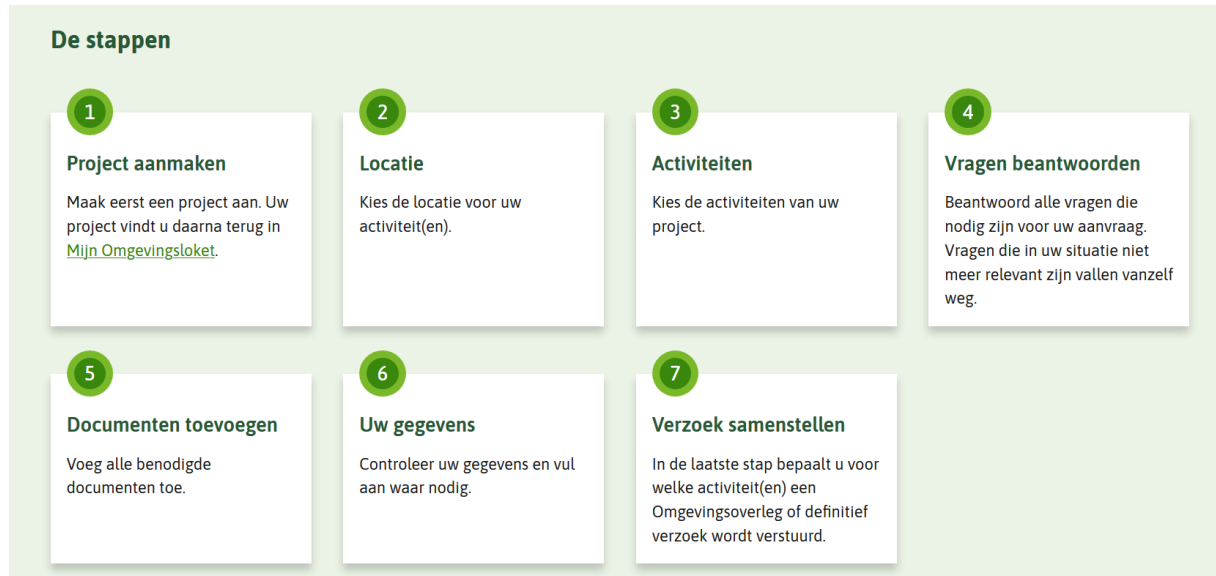 De stappen
1
Project aanmaken
Maak eerst een project aan. Uw
project vindt u daarna terug in
Mijn Omgevingsloket.
2
Locatie
Kies de locatie voor uw
activiteit(en).
3
Activiteiten
Kies de activiteiten van uw
project.
4
Vragen beantwoorden
Beantwoord alle vragen die
nodig zijn voor uw aanvraag.
Vragen die in uw situatie niet
meer relevant zijn vallen vanzelf
weg.
5
Documenten toevoegen
Voeg alle benodigde
documenten toe.
6
Uw gegevens
Controleer uw gegevens en vul
aan waar nodig.
7
Verzoek samenstellen
In de laatste stap bepaalt u voor
welke activiteit(en) een
Omgevingsoverleg of definitief
verzoek wordt verstuurd.